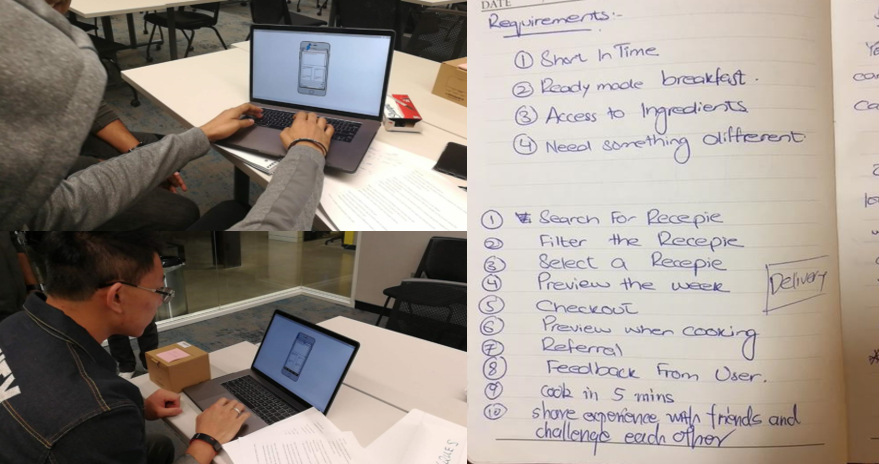 DATE
Requirements:-
① Short In Time
② Ready made breakfast.
③ Access to Ingredients
④ Need something different
① Search For Recepie
② Filter the Recepie
③ Select a Recepie
④ Preview the week
Delivery
⑤ Checkout
⑥ Preview when cooking
⑦ Referral
⑧ Feedback From User.
⑨ cook in 5 mins
⑩ share experience with friends and
challenge each other